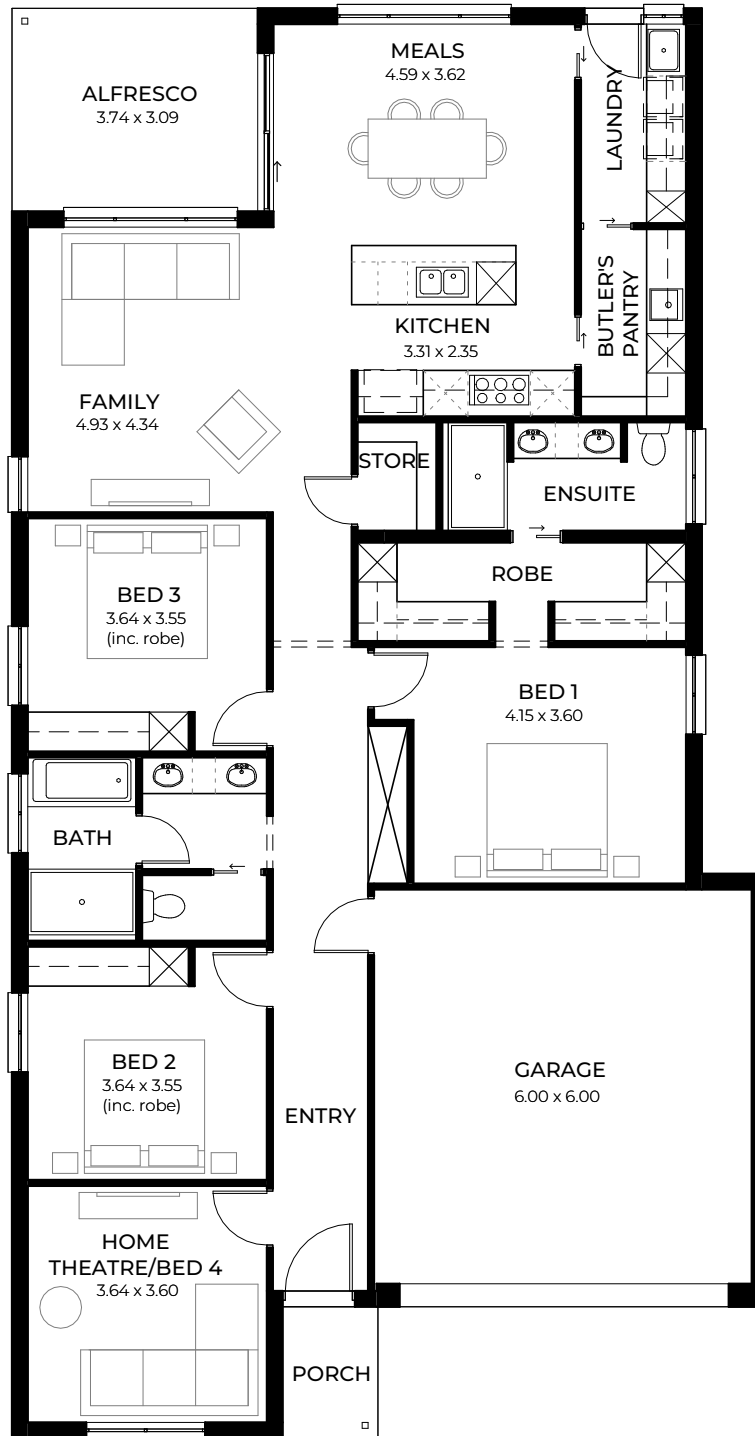 MEALS
4.59 x 3.62
ALFRESCO
3.74 x 3.09
LAUNDRY
BUTLER'S
PANTRY
KITCHEN
3.31 x 2.35
FAMILY
4.93 x 4.34
STORE
ENSUITE
ROBE
BED 3
3.64 x 3.55
(inc. robe)
BED 1
4.15 x 3.60
BATH
BED 2
3.64 x 3.55
(inc. robe)
ENTRY
GARAGE
6.00 x 6.00
HOME
THEATRE/BED 4
3.64 x 3.60
PORCH